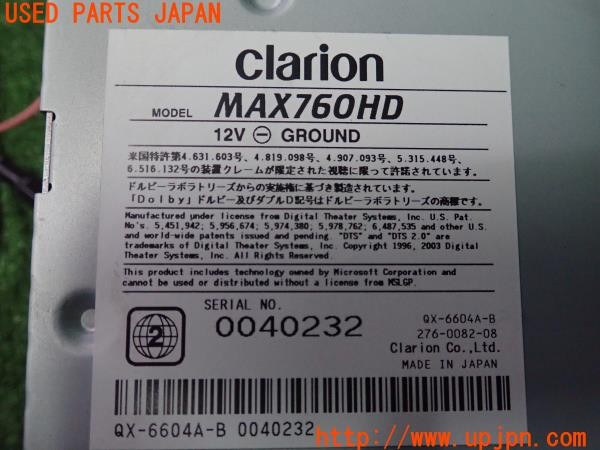 USED PARTS JAPAN
clarion
MODEL MAX760HD
12V ⊖ GROUND
米国特許第4.631.603号、4.819.098号、4.907.093号、5.315.448号、
6.516.132号の装置クレームが限定された視聴に限って許諾されています。
ドルビーラボラトリーズからの実施権に基づき製造されています。
「Dolby」ドルビー及びダブルD記号はドルビーラボラトリーズの商標です。
Manufactured under license from Digital Theater Systems, Inc. U.S. Pat.
No's. 5,451,942; 5,956,674; 5,974,380; 5,978,762; 6,487,535 and other U.S.
and world-wide patents issued and pending. "DTS" and "DTS 2.0" are
trademarks of Digital Theater Systems, Inc. Copyright 1996, 2003 Digital
Theater Systems, Inc. All Rights Reserved.
This product includes technology owned by Microsoft Corporation and
cannot be used or distributed without a license from MSLGP.
2
SERIAL NO.
0040232
QX-6604A-B
276-0082-08
Clarion Co.,Ltd.
MADE IN JAPAN
QX-6604A-B 0040232
http://www.upjpn.com